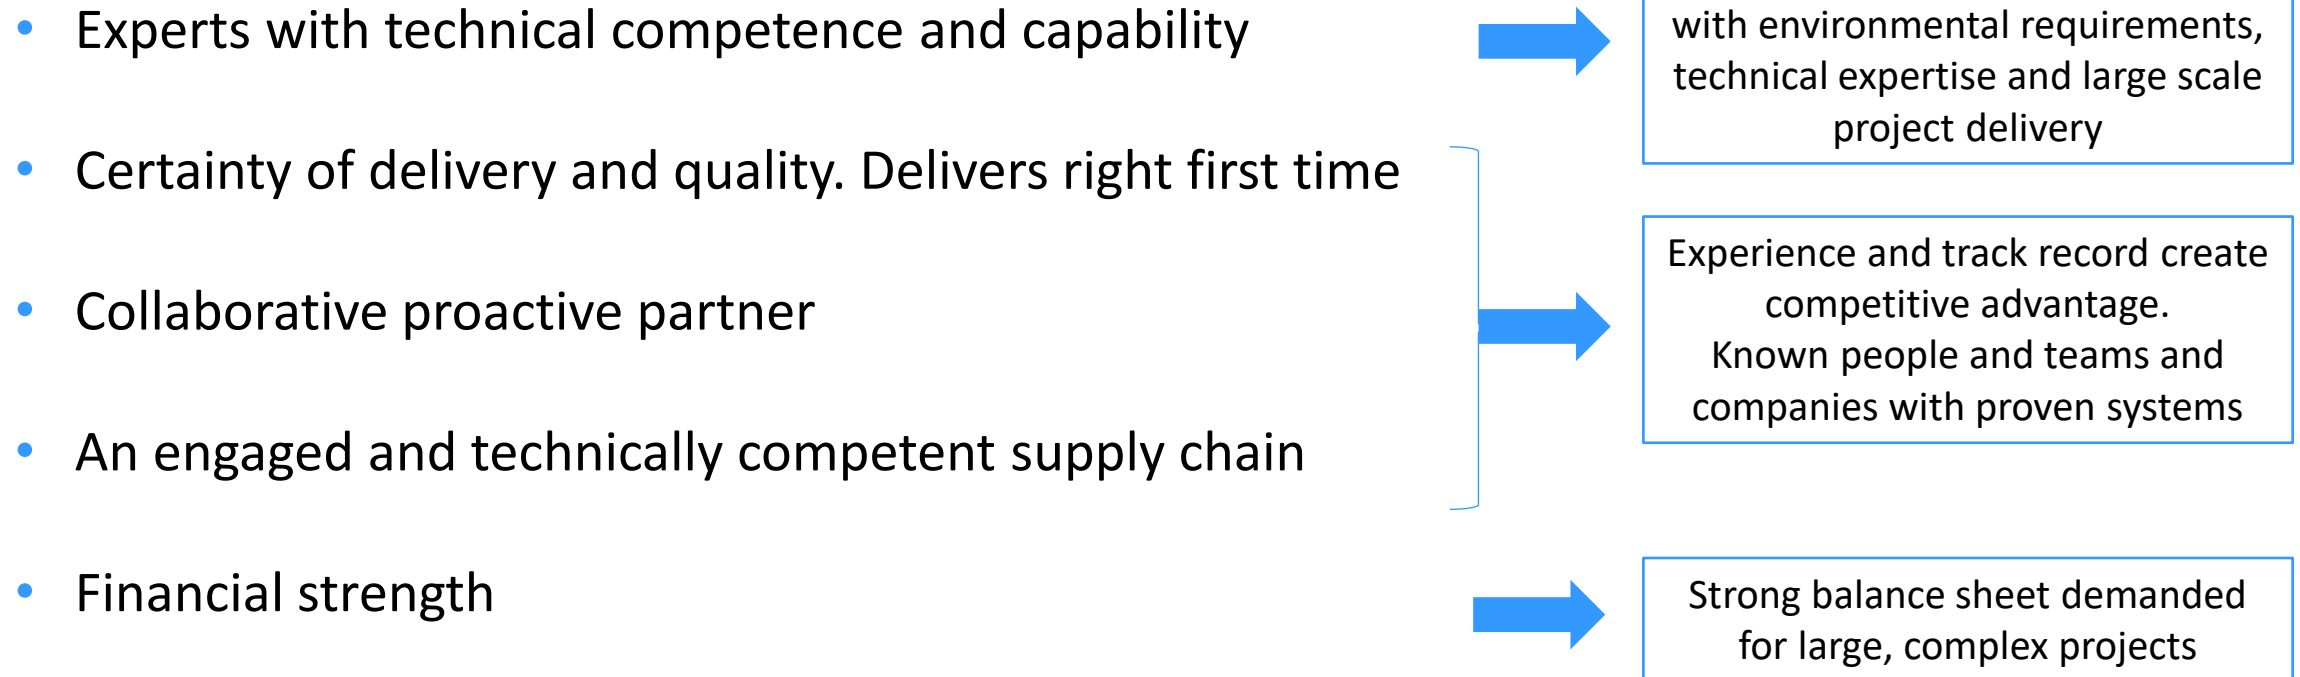 Experts with technical competence and capability
with environmental requirements,
technical expertise and large scale
project delivery
Certainty of delivery and quality. Delivers right first time
Collaborative proactive partner
Experience and track record create
competitive advantage.
Known people and teams and
companies with proven systems
An engaged and technically competent supply chain
Financial strength
Strong balance sheet demanded
for large, complex projects